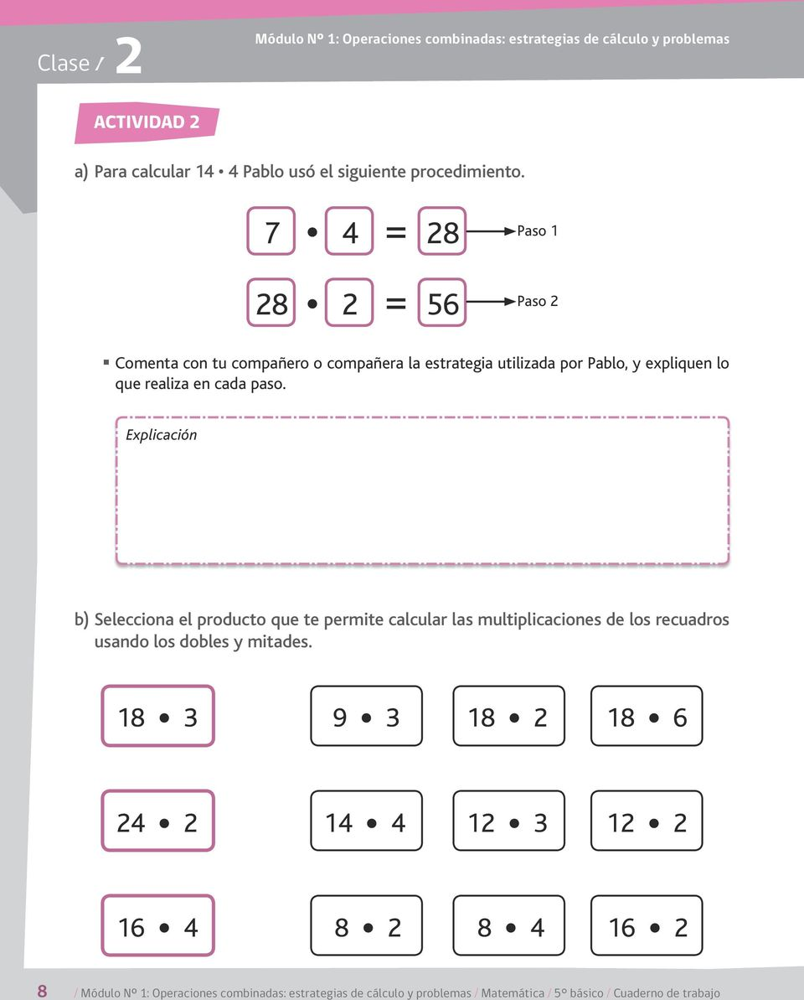 Clase / 2
Módulo Nº 1: Operaciones combinadas: estrategias de cálculo y problemas
ACTIVIDAD 2
a) Para calcular 14 • 4 Pablo usó el siguiente procedimiento.
7 • 4 = 28 Paso 1
28 • 2 = 56 Paso 2
▪ Comenta con tu compañero o compañera la estrategia utilizada por Pablo, y expliquen lo
que realiza en cada paso.
Explicación
b) Selecciona el producto que te permite calcular las multiplicaciones de los recuadros
usando los dobles y mitades.
18 • 3 9 • 3 18 • 2 18 • 6
24 • 2 14 • 4 12 • 3 12 • 2
16 • 4 8 • 2 8 • 4 16 • 2
8 / Módulo Nº 1: Operaciones combinadas: estrategias de cálculo y problemas / Matemática / 5° básico / Cuaderno de trabajo